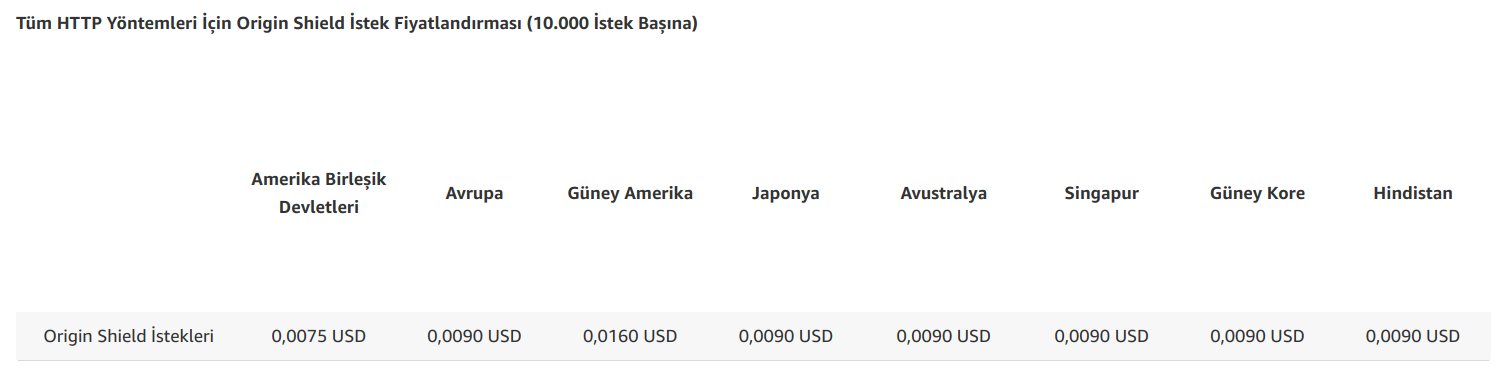 Tüm HTTP Yöntemleri İçin Origin Shield İstek Fiyatlandırması (10.000 İstek Başına)
Amerika Birleşik
Devletleri
Avrupa
Güney Amerika
Japonya
Avustralya
Singapur
Güney Kore
Hindistan
Origin Shield İstekleri 0,0075 USD 0,0090 USD 0,0160 USD 0,0090 USD 0,0090 USD 0,0090 USD 0,0090 USD 0,0090 USD